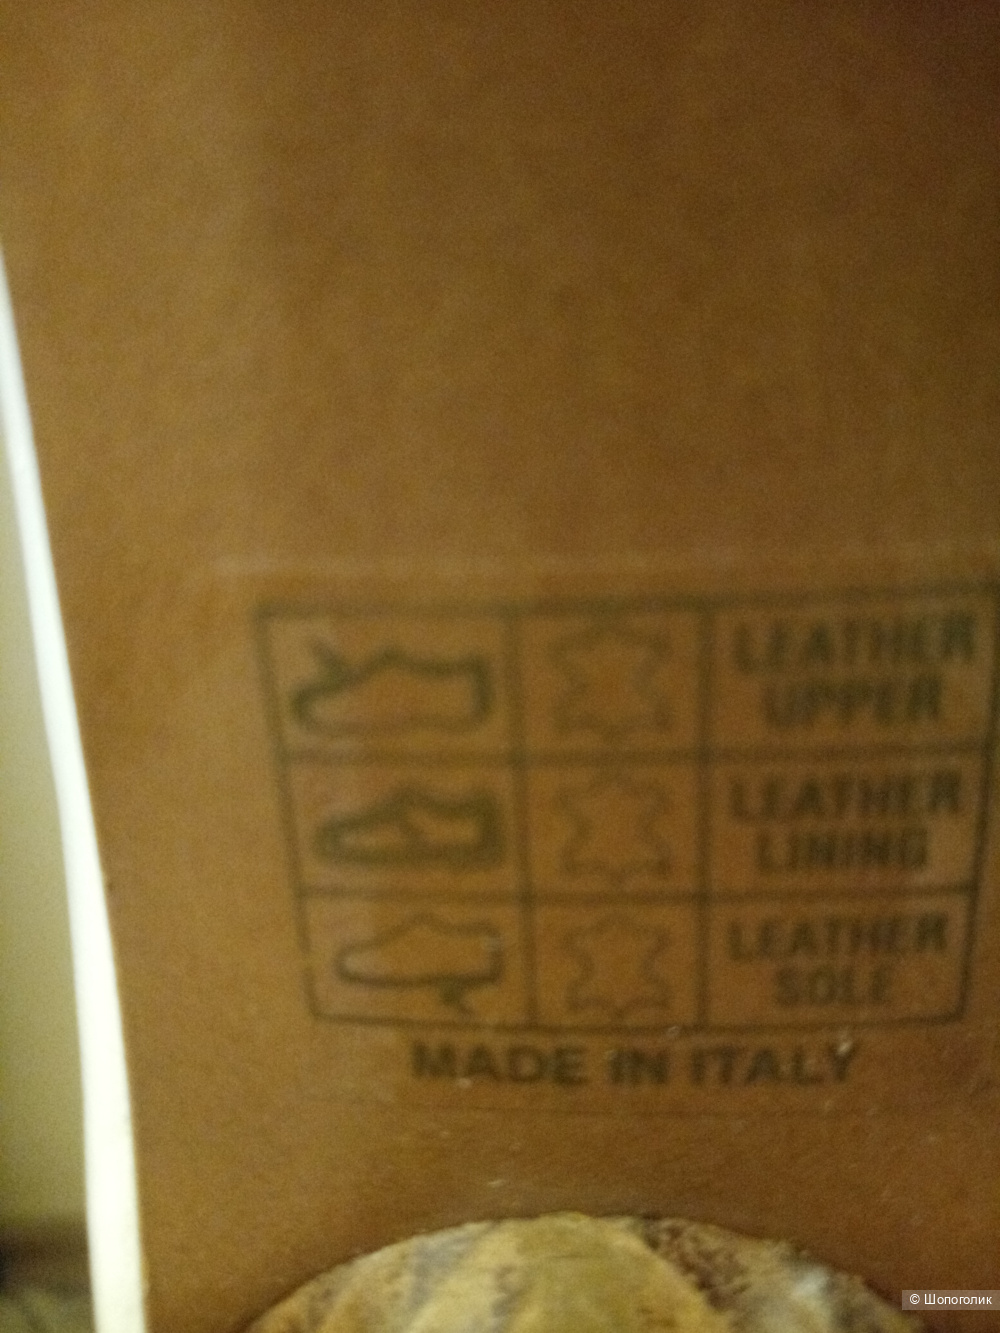 LEATHER
UPPER
LEATHER
LINING
LEATHER
SOLE
MADE IN ITALY
© Шопоголик